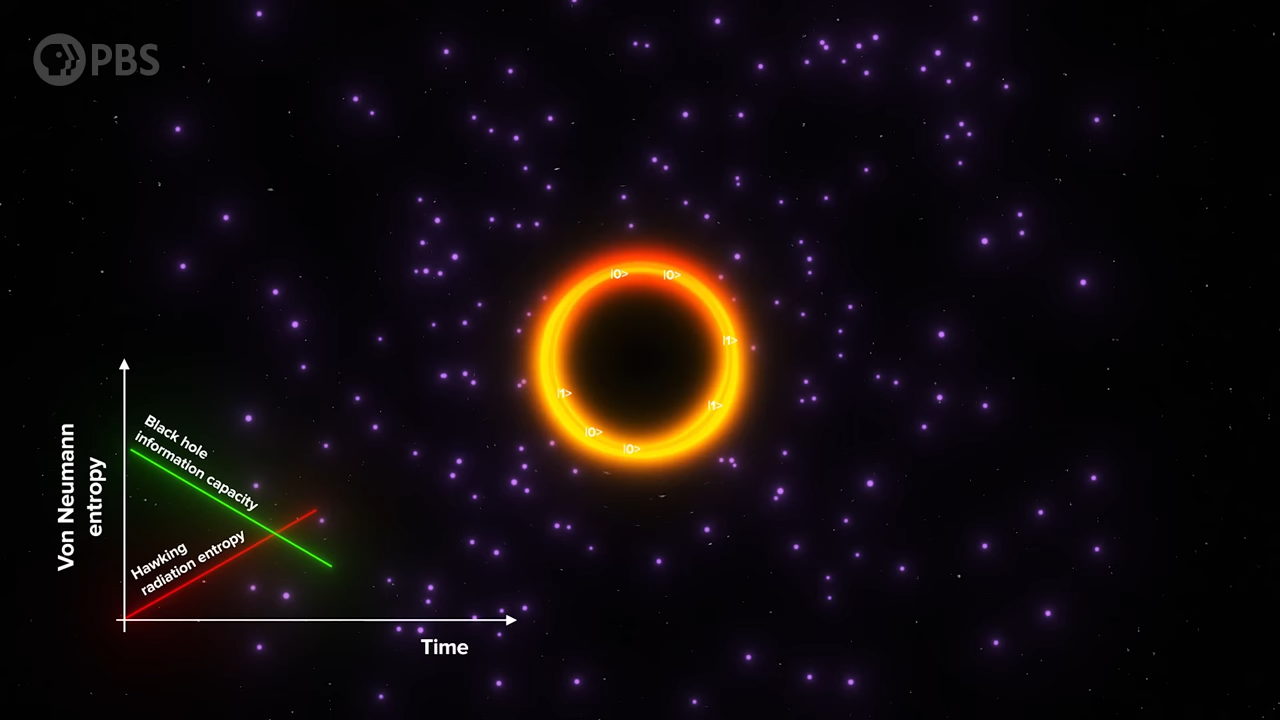 PBS
|0>
|0>
|1>
|1>
|1>
|0>
|0>
Black hole
information capacity
Hawking
radiation entropy
Von Neumann
entropy
Time